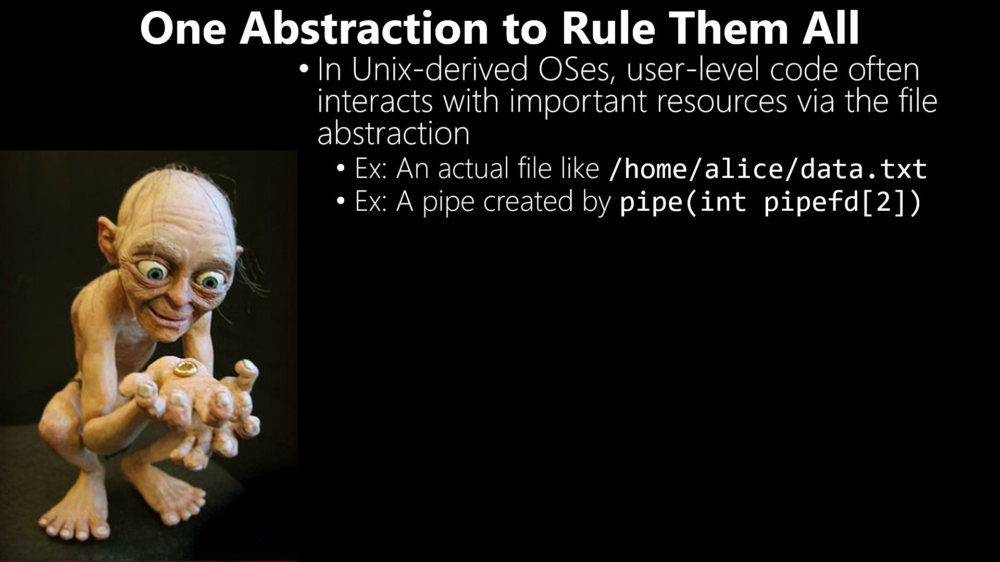 One Abstraction to Rule Them All
• In Unix-derived OSes, user-level code often
interacts with important resources via the file
abstraction
• Ex: An actual file like /home/alice/data.txt
• Ex: A pipe created by pipe(int pipefd[2])